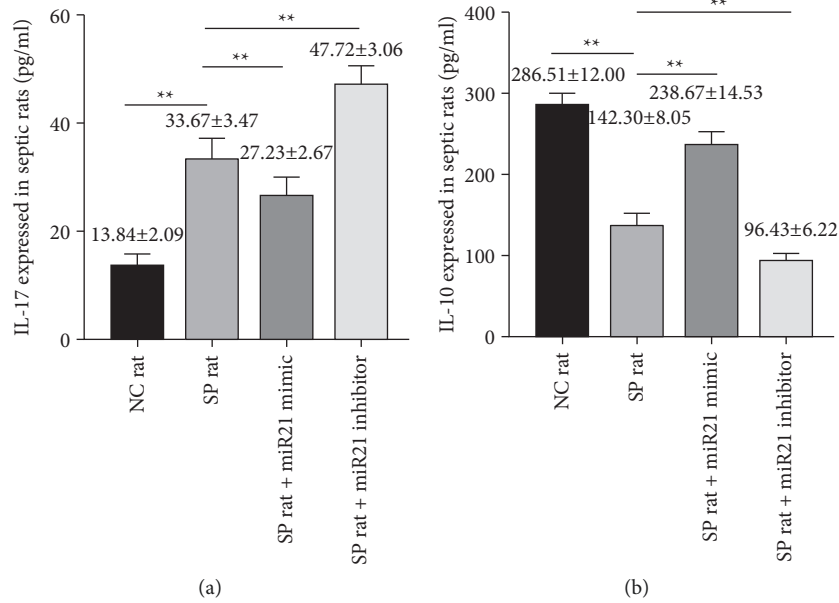 IL-17 expressed in septic rats (pg/ml)
60
40
20
0
**
**
**
13.84±2.09
33.67±3.47
27.23±2.67
47.72±3.06
NC rat
SP rat
SP rat + miR21 mimic
SP rat + miR21 inhibitor
(a)
IL-10 expressed in septic rats (pg/ml)
400
300
200
100
0
**
**
**
286.51±12.00
142.30±8.05
238.67±14.53
96.43±6.22
NC rat
SP rat
SP rat + miR21 mimic
SP rat + miR21 inhibitor
(b)